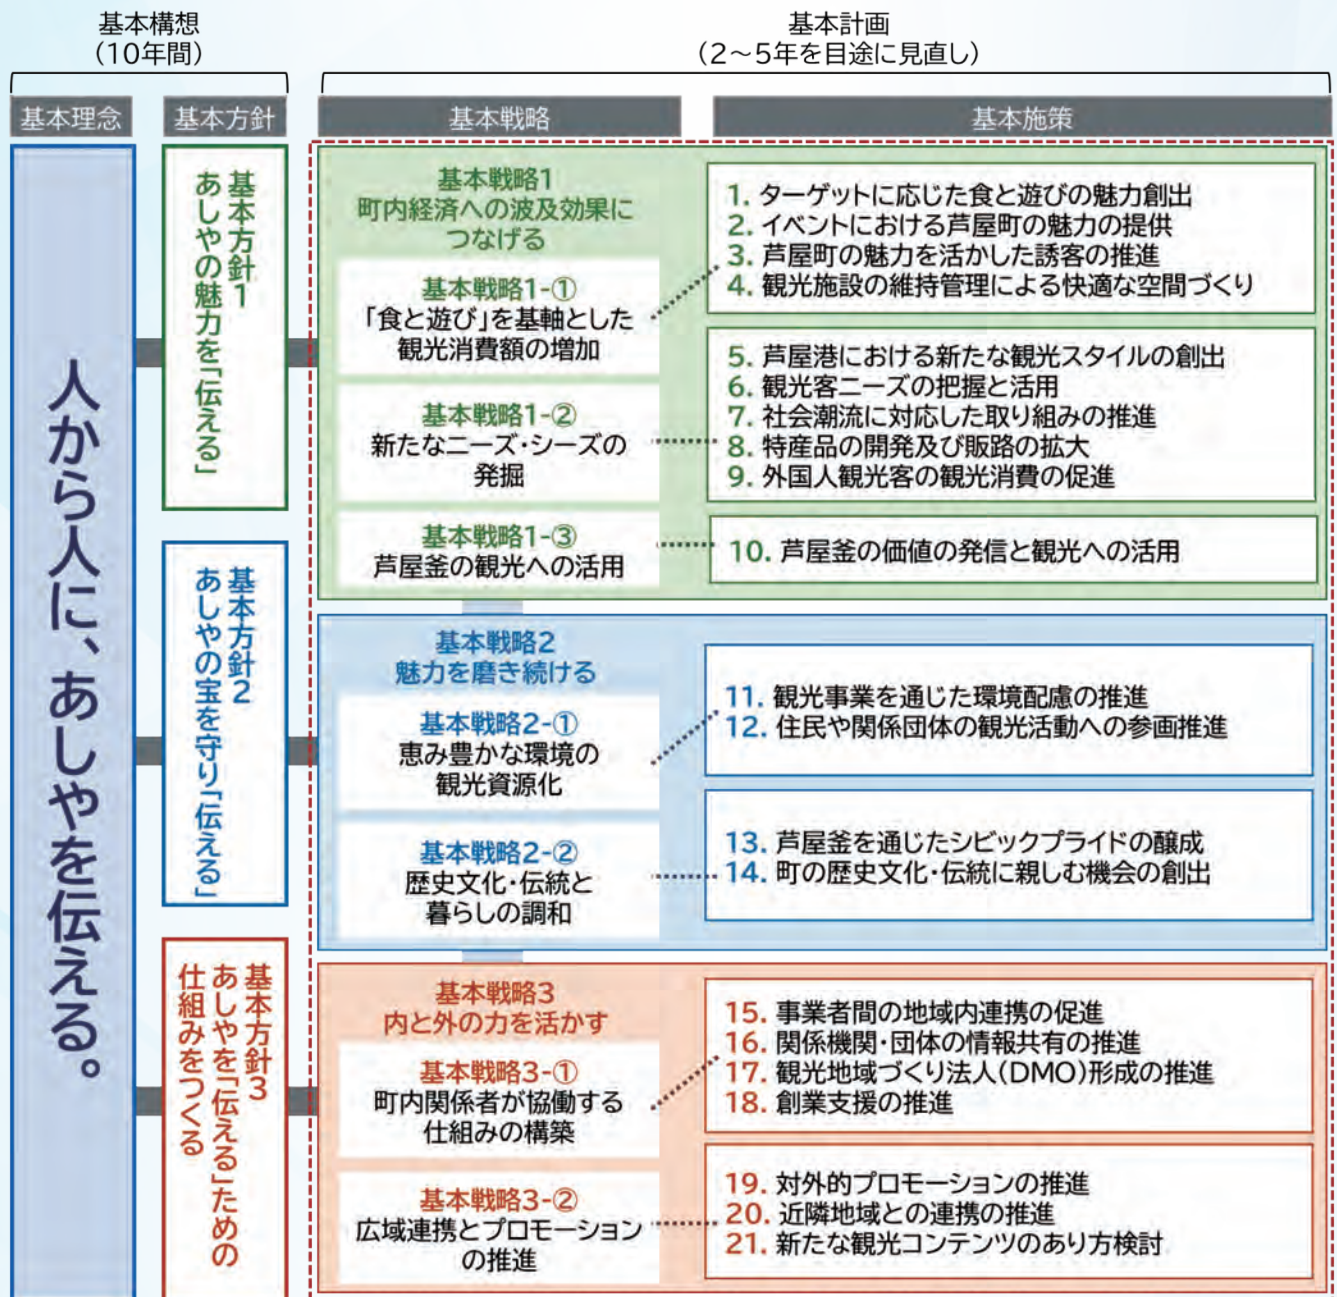 基本構想
(10年間)
基本計画
(2～5年を目途に見直し)
基本理念
基本方針
基本戦略
基本施策
人から人に、あしやを伝える。
基本方針1
あしやの魅力を「伝える」
基本戦略1
町内経済への波及効果に
つなげる
基本戦略1-①
「食と遊び」を基軸とした
観光消費額の増加
1. ターゲットに応じた食と遊びの魅力創出
2. イベントにおける芦屋町の魅力の提供
3. 芦屋町の魅力を活かした誘客の推進
4. 観光施設の維持管理による快適な空間づくり
基本戦略1-②
新たなニーズ・シーズの
発掘
5. 芦屋港における新たな観光スタイルの創出
6. 観光客ニーズの把握と活用
7. 社会潮流に対応した取り組みの推進
8. 特産品の開発及び販路の拡大
9. 外国人観光客の観光消費の促進
基本戦略1-③
芦屋釜の観光への活用
10. 芦屋釜の価値の発信と観光への活用
基本方針2
あしやの宝を守り「伝える」
基本戦略2
魅力を磨き続ける
基本戦略2-①
恵み豊かな環境の
観光資源化
11. 観光事業を通じた環境配慮の推進
12. 住民や関係団体の観光活動への参画推進
基本戦略2-②
歴史文化・伝統と
暮らしの調和
13. 芦屋釜を通じたシビックプライドの醸成
14. 町の歴史文化・伝統に親しむ機会の創出
基本方針3
あしやを「伝える」ための
仕組みをつくる
基本戦略3
内と外の力を活かす
基本戦略3-①
町内関係者が協働する
仕組みの構築
15. 事業者間の地域内連携の促進
16. 関係機関・団体の情報共有の推進
17. 観光地域づくり法人(DMO)形成の推進
18. 創業支援の推進
基本戦略3-②
広域連携とプロモーション
の推進
19. 対外的プロモーションの推進
20. 近隣地域との連携の推進
21. 新たな観光コンテンツのあり方検討